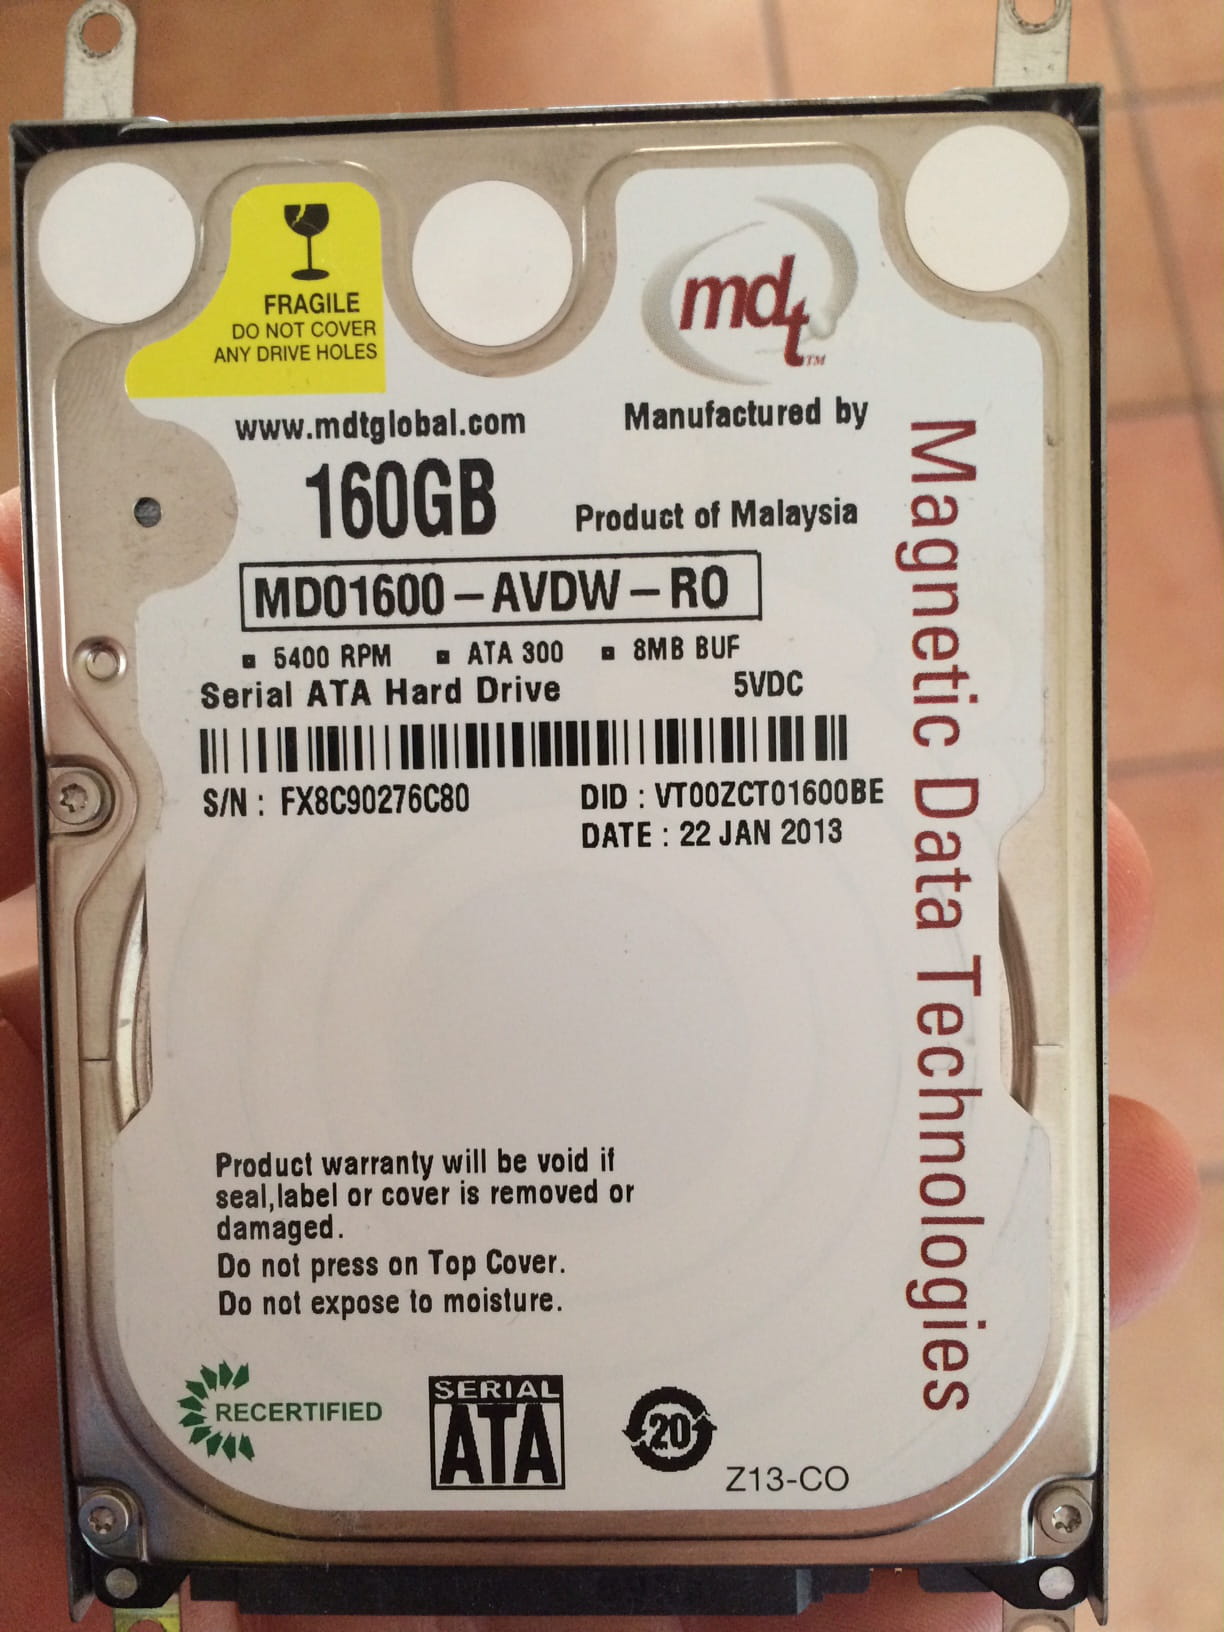 FRAGILE
DO NOT COVER
ANY DRIVE HOLES
mdt™
www.mdtglobal.com
Manufactured by
160GB
Product of Malaysia
MD01600-AVDW-RO
▪ 5400 RPM ▪ ATA 300 ▪ 8MB BUF
Serial ATA Hard Drive 5VDC
S/N : FX8C90276C80
DID : VT00ZCT01600BE
DATE : 22 JAN 2013
Magnetic Data Technologies
Product warranty will be void if
seal,label or cover is removed or
damaged.
Do not press on Top Cover.
Do not expose to moisture.
RECERTIFIED
SERIAL
ATA
20
Z13-CO